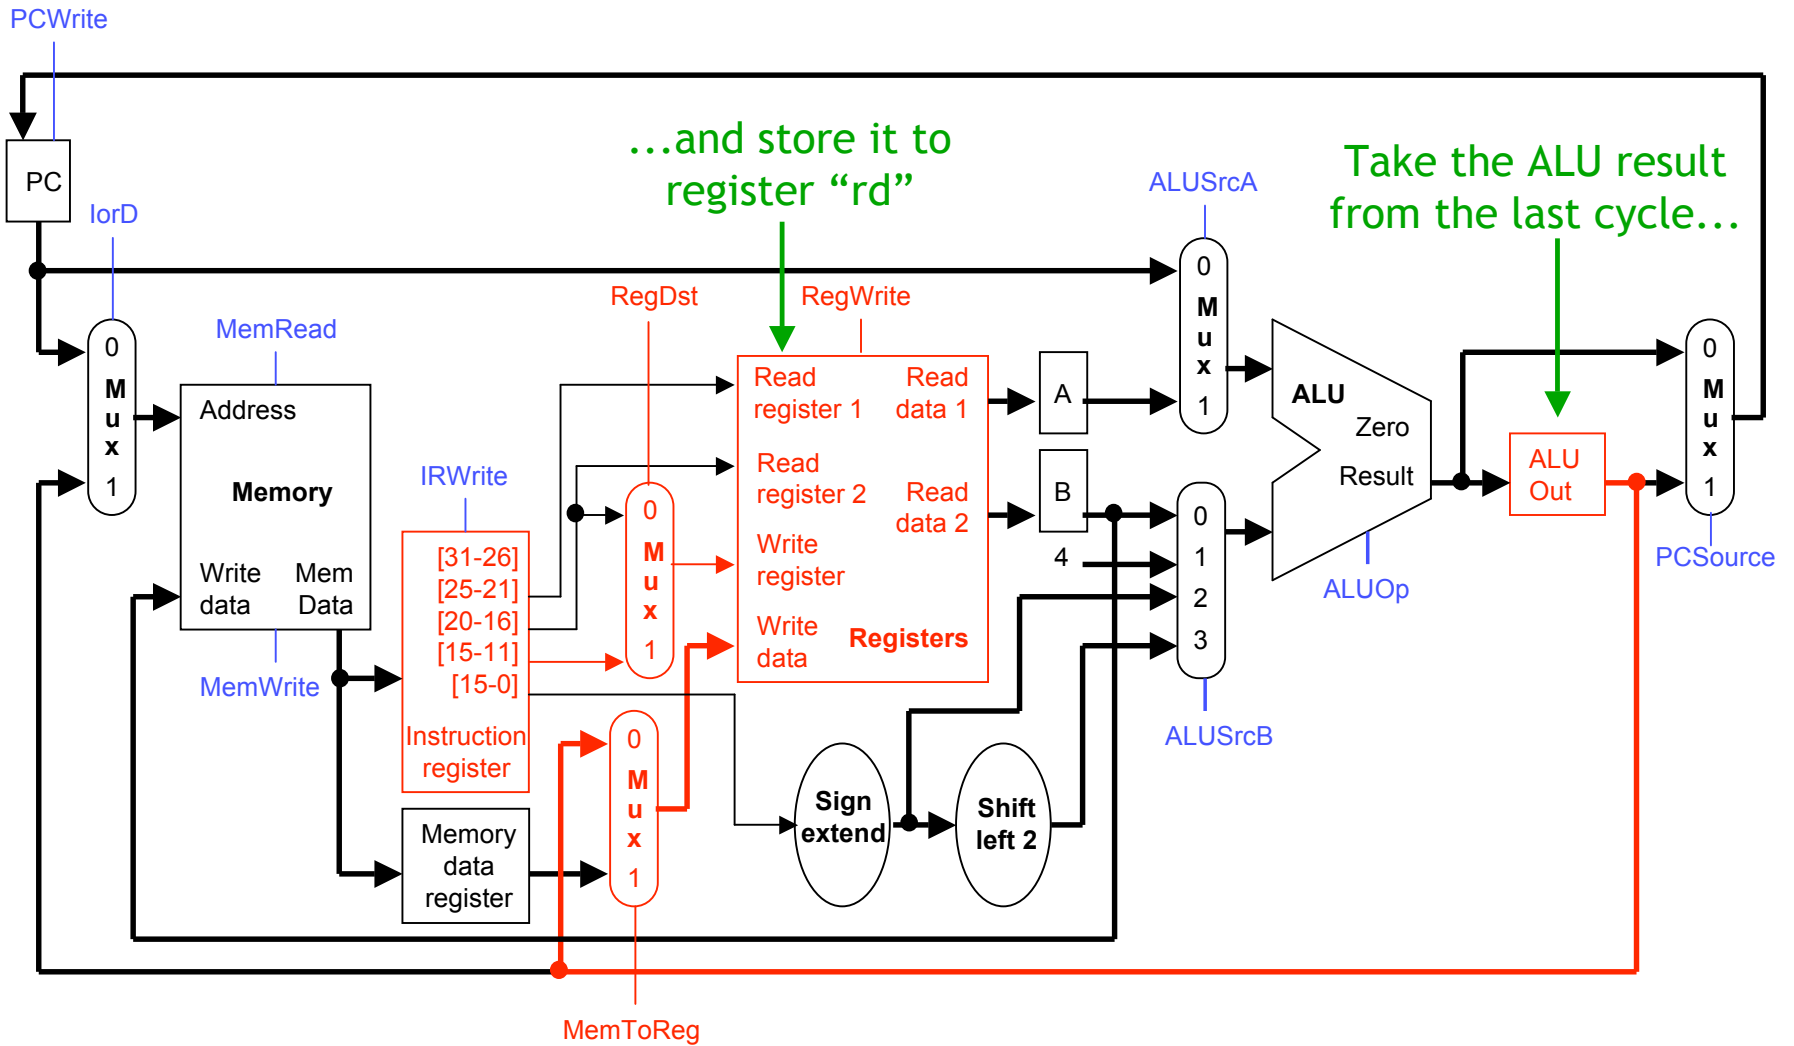 PCWrite
...and store it to
register “rd”
Take the ALU result
from the last cycle...
PC
IorD
ALUSrcA
RegDst
RegWrite
MemRead
0
M
u
x
1
Address
Memory
Write
data
Mem
Data
MemWrite
IRWrite
[31-26]
[25-21]
[20-16]
[15-11]
[15-0]
Instruction
register
Memory
data
register
0
M
u
x
1
0
M
u
x
1
MemToReg
Read
register 1
Read
data 1
Read
register 2
Read
data 2
Write
register
Write
data
Registers
Sign
extend
Shift
left 2
A
B
4
0
M
u
x
1
0
1
2
3
ALUSrcB
ALU
Zero
Result
ALUOp
ALU
Out
0
M
u
x
1
PCSource